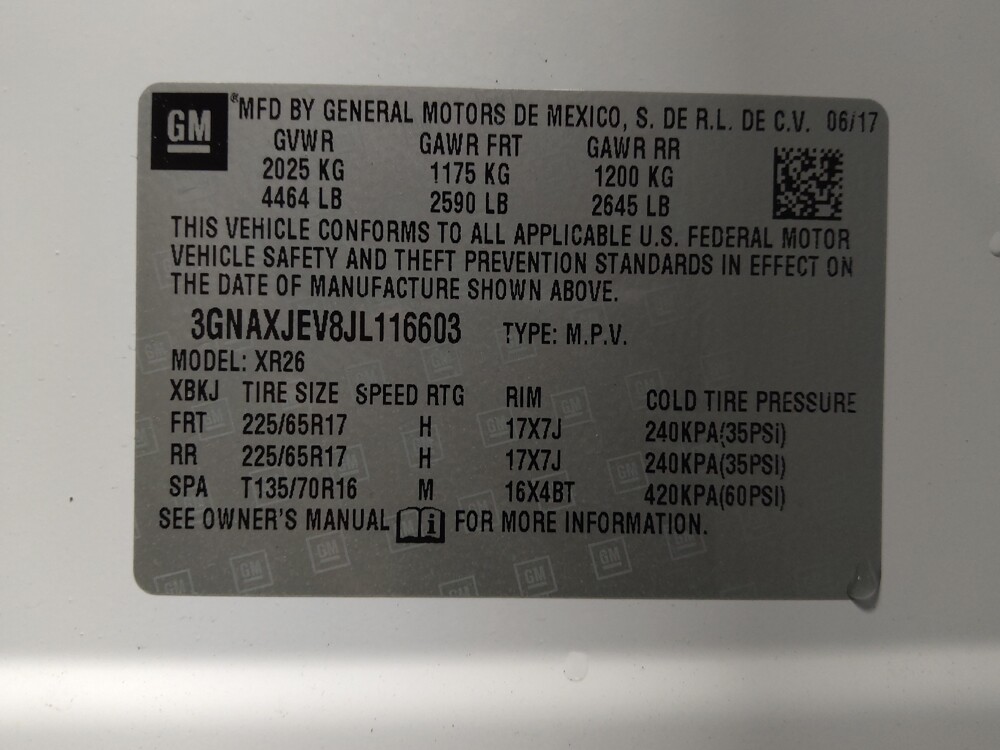 GM ® MFD BY GENERAL MOTORS DE MEXICO, S. DE R.L. DE C.V. 06/17
GVWR GAWR FRT GAWR RR
2025 KG 1175 KG 1200 KG
4464 LB 2590 LB 2645 LB
THIS VEHICLE CONFORMS TO ALL APPLICABLE U.S. FEDERAL MOTOR
VEHICLE SAFETY AND THEFT PREVENTION STANDARDS IN EFFECT ON
THE DATE OF MANUFACTURE SHOWN ABOVE.
3GNAXJEV8JL116603 TYPE: M.P.V.
MODEL: XR26
XBKJ TIRE SIZE SPEED RTG RIM COLD TIRE PRESSURE
FRT 225/65R17 H 17X7J 240KPA(35PSi)
RR 225/65R17 H 17X7J 240KPA(35PSI)
SPA T135/70R16 M 16X4BT 420KPA(60PSI)
SEE OWNER'S MANUAL i FOR MORE INFORMATION.